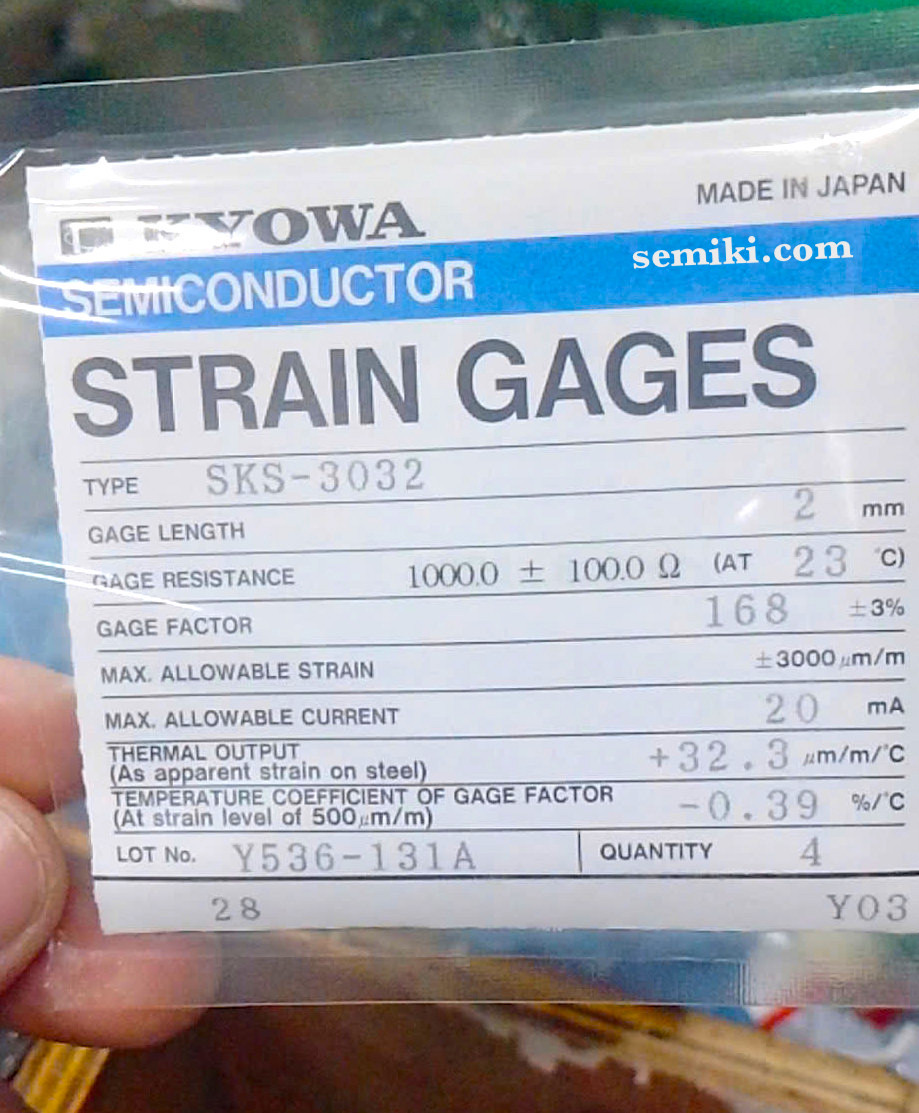 KYOWA MADE IN JAPAN
semiki.com
SEMICONDUCTOR
STRAIN GAGES
TYPE SKS-3032
GAGE LENGTH 2 mm
GAGE RESISTANCE 1000.0 ± 100.0 Ω (AT 23 °C)
GAGE FACTOR 168 ±3%
MAX. ALLOWABLE STRAIN ±3000 μm/m
MAX. ALLOWABLE CURRENT 20 mA
THERMAL OUTPUT
(As apparent strain on steel) +32.3 μm/m/°C
TEMPERATURE COEFFICIENT OF GAGE FACTOR
(At strain level of 500μm/m) -0.39 %/°C
LOT No. Y536-131A QUANTITY 4
28 Y03